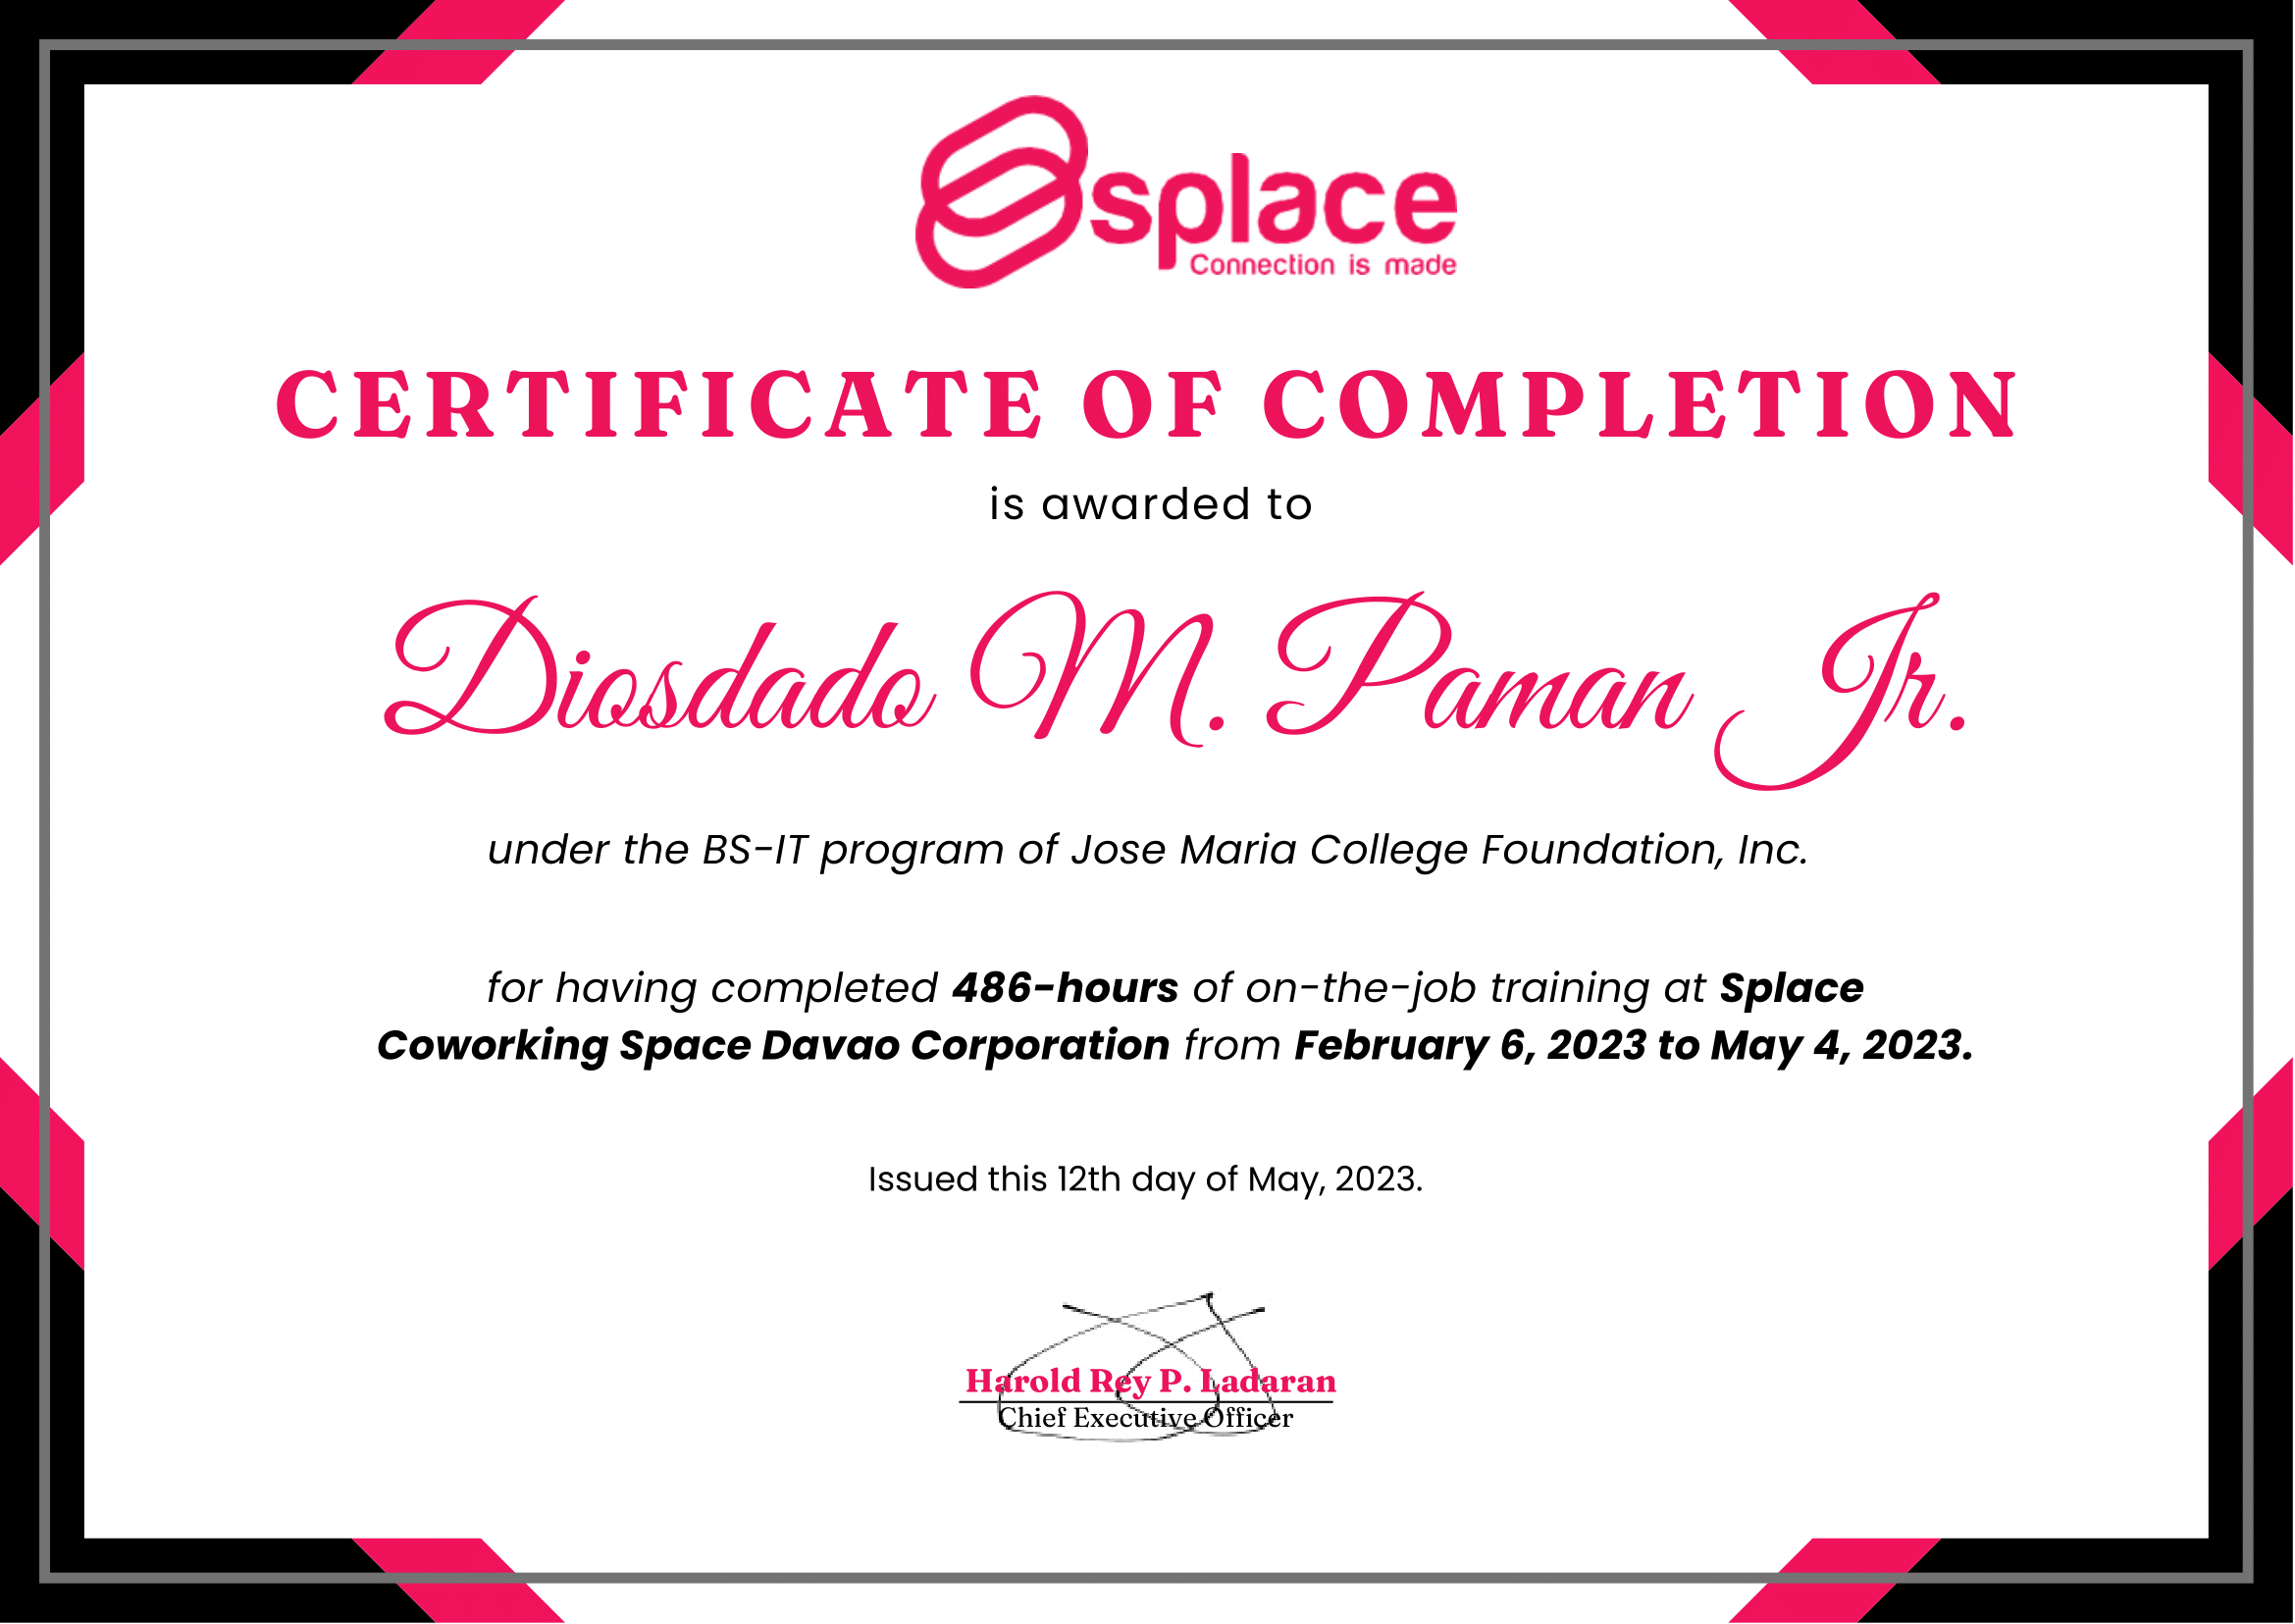 splace
Connection is made
CERTIFICATE OF COMPLETION
is awarded to
Diosdado M. Paman Jr.
under the BS-IT program of Jose Maria College Foundation, Inc.
for having completed 486-hours of on-the-job training at Splace
Coworking Space Davao Corporation from February 6, 2023 to May 4, 2023.
Issued this 12th day of May, 2023.
Harold Rey P. Ladaran
Chief Executive Officer